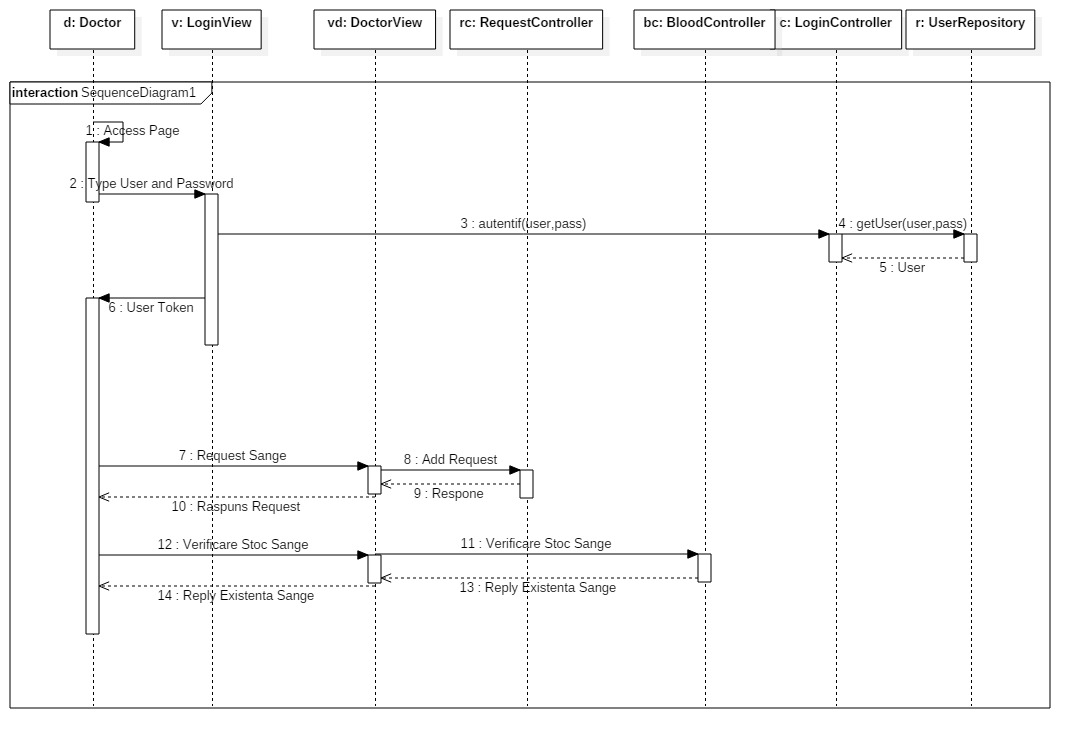 d: Doctor
v: LoginView
vd: DoctorView
rc: RequestController
bc: BloodController
c: LoginController
r: UserRepository
interaction SequenceDiagram1
1 : Access Page
2 : Type User and Password
3 : autentif(user,pass)
4 : getUser(user,pass)
5 : User
6 : User Token
7 : Request Sange
8 : Add Request
9 : Respone
10 : Raspuns Request
12 : Verificare Stoc Sange
11 : Verificare Stoc Sange
13 : Reply Existenta Sange
14 : Reply Existenta Sange